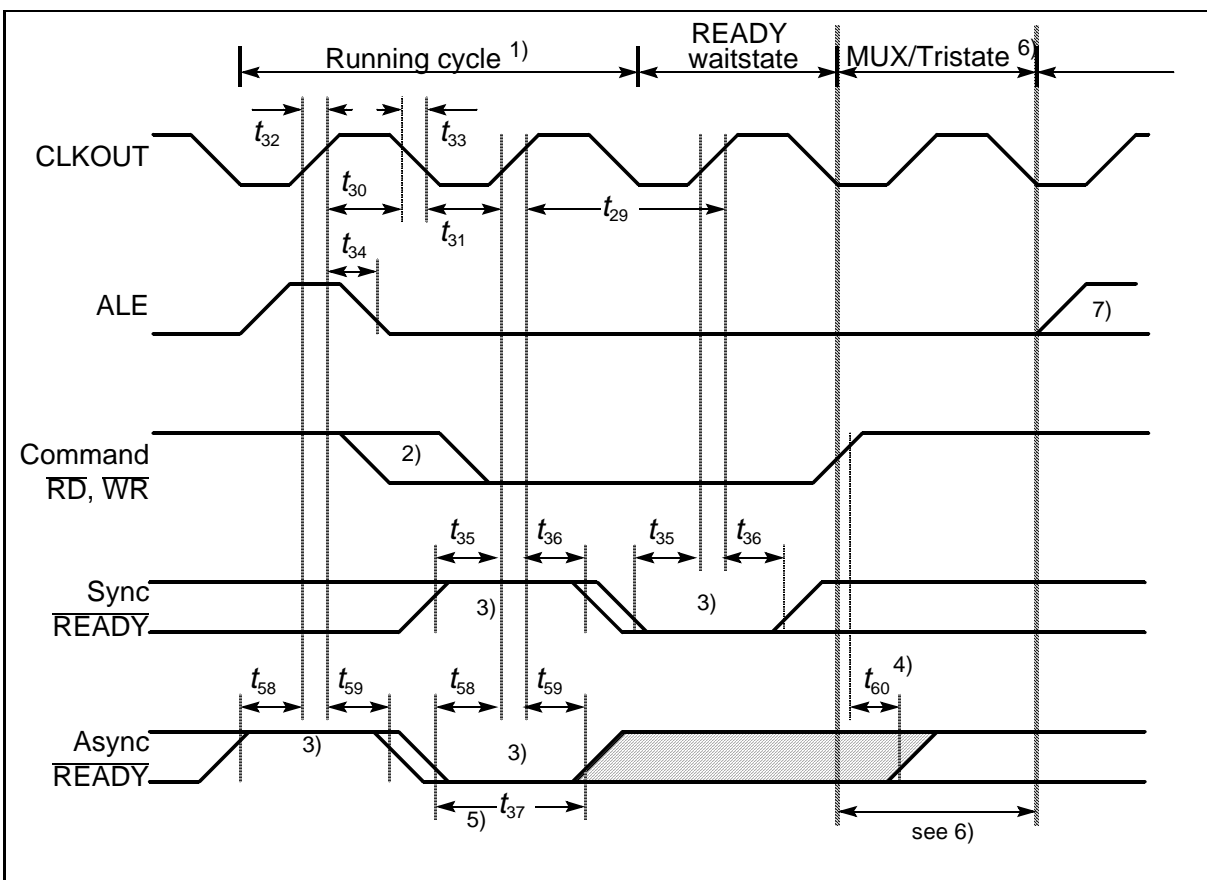 READY
Running cycle 1) waitstate MUX/Tristate 6)
t32 t33
CLKOUT
t30
t29
t31
t34
ALE
7)
Command
2)
RD, WR
t35 t36 t35 t36
Sync
3) 3)
READY
t58 t59 t58 t59 t60 4)
Async
3) 3)
READY
5) t37
see 6)